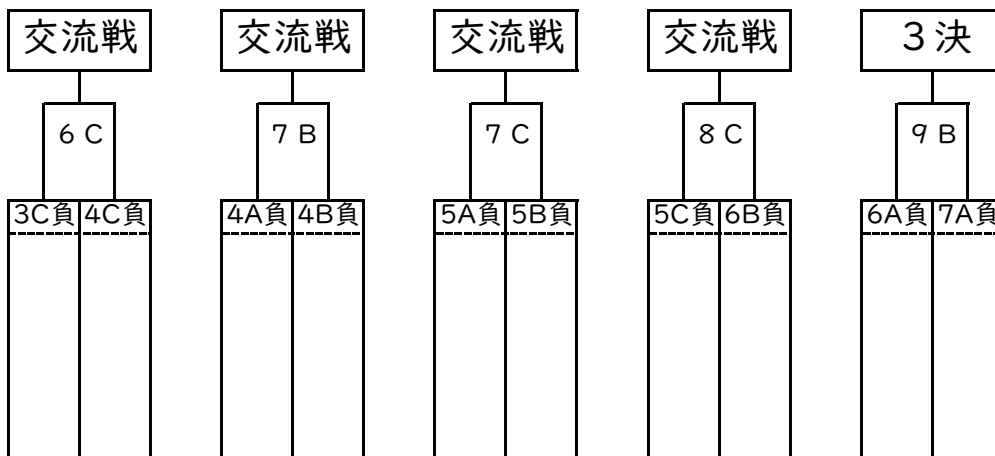 交流戦 交流戦 交流戦 交流戦 ３決
６C ７B ７C ８C ９B
3C負 4C負 4A負 4B負 5A負 5B負 5C負 6B負 6A負 7A負